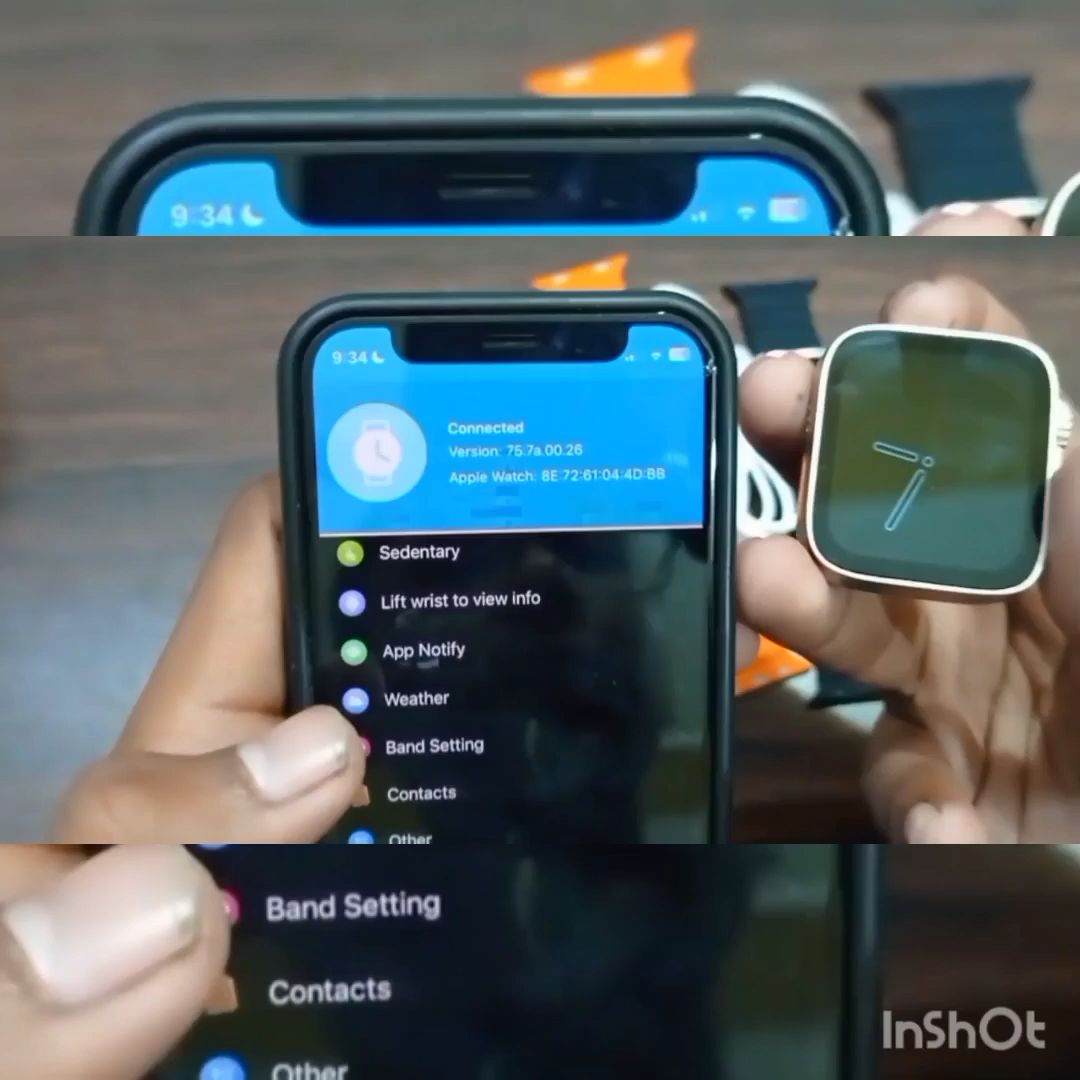 9:34
9:34
Connected
Version: 75.7a.00.26
Apple Watch: 8E:72:61:04:4D:BB
Sedentary
Lift wrist to view info
App Notify
Weather
Band Setting
Contacts
Other
Band Setting
Contacts
Other
InShOt